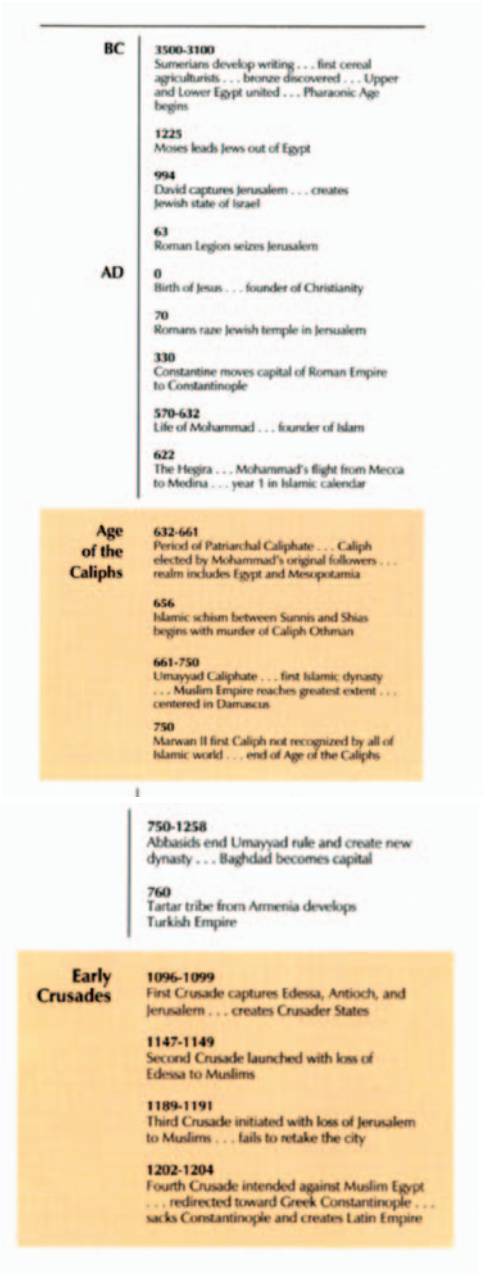 BC
3500-3100
Sumerians develop writing . . . first cereal
agriculturists . . . bronze discovered . . . Upper
and Lower Egypt united . . . Pharaonic Age
begins
1225
Moses leads Jews out of Egypt
994
David captures Jerusalem . . . creates
Jewish state of Israel
63
Roman Legion seizes Jerusalem
AD
0
Birth of Jesus . . . founder of Christianity
70
Romans raze Jewish temple in Jersualem
330
Constantine moves capital of Roman Empire
to Constantinople
570-632
Life of Mohammad . . . founder of Islam
622
The Hegira . . . Mohammad's flight from Mecca
to Medina . . . year 1 in Islamic calendar
Age
of the
Caliphs
632-661
Period of Patriarchal Caliphate . . . Caliph
elected by Mohammad's original followers . . .
realm includes Egypt and Mesopotamia
656
Islamic schism between Sunnis and Shias
begins with murder of Caliph Othman
661-750
Umayyad Caliphate . . . first Islamic dynasty
. . . Muslim Empire reaches greatest extent . . .
centered in Damascus
750
Marwan II first Caliph not recognized by all of
Islamic world . . . end of Age of the Caliphs
750-1258
Abbasids end Umayyad rule and create new
dynasty . . . Baghdad becomes capital
760
Tartar tribe from Armenia develops
Turkish Empire
Early
Crusades
1096-1099
First Crusade captures Edessa, Antioch, and
Jerusalem . . . creates Crusader States
1147-1149
Second Crusade launched with loss of
Edessa to Muslims
1189-1191
Third Crusade initiated with loss of Jerusalem
to Muslims . . . fails to retake the city
1202-1204
Fourth Crusade intended against Muslim Egypt
. . . redirected toward Greek Constantinople . . .
sacks Constantinople and creates Latin Empire